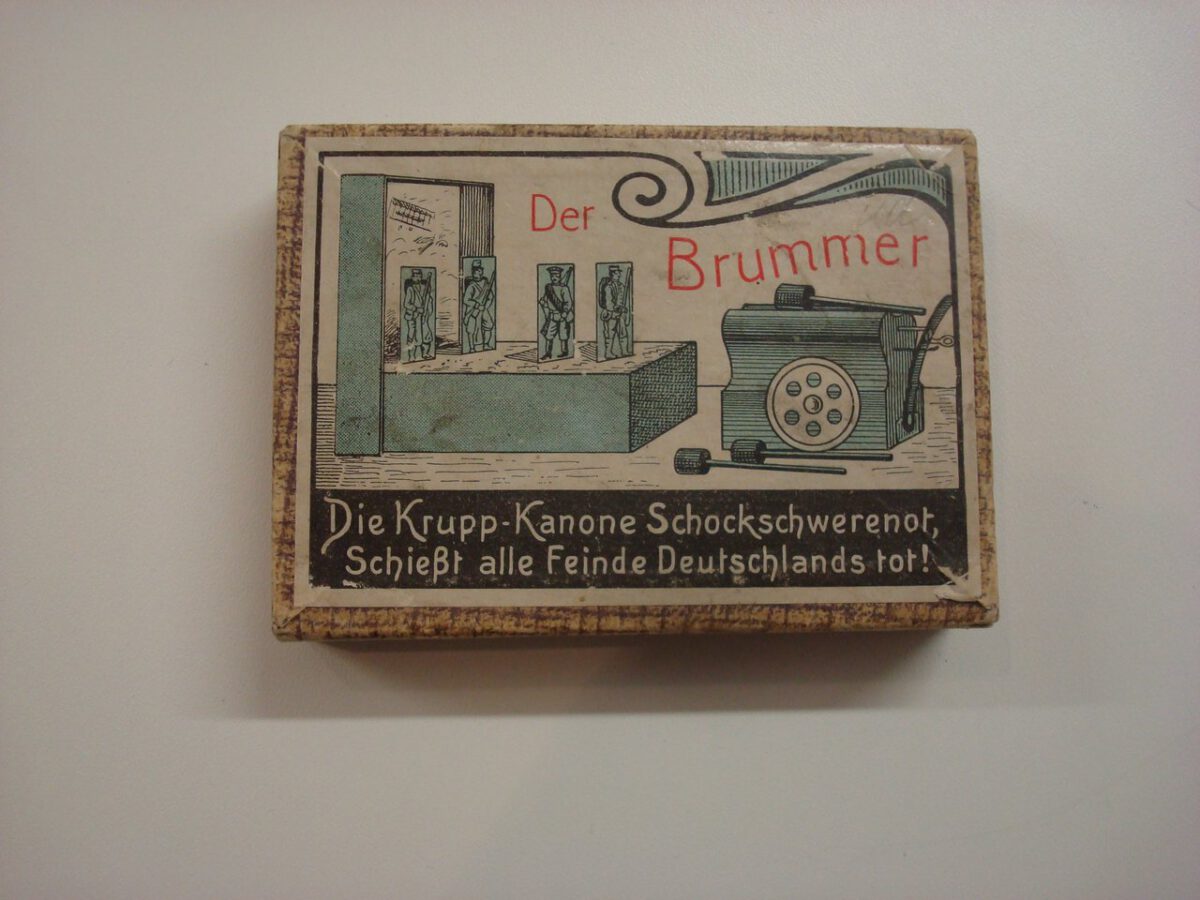 Der
Brummer
Die Krupp-Kanone Schockschwerenot,
Schießt alle Feinde Deutschlands tot!